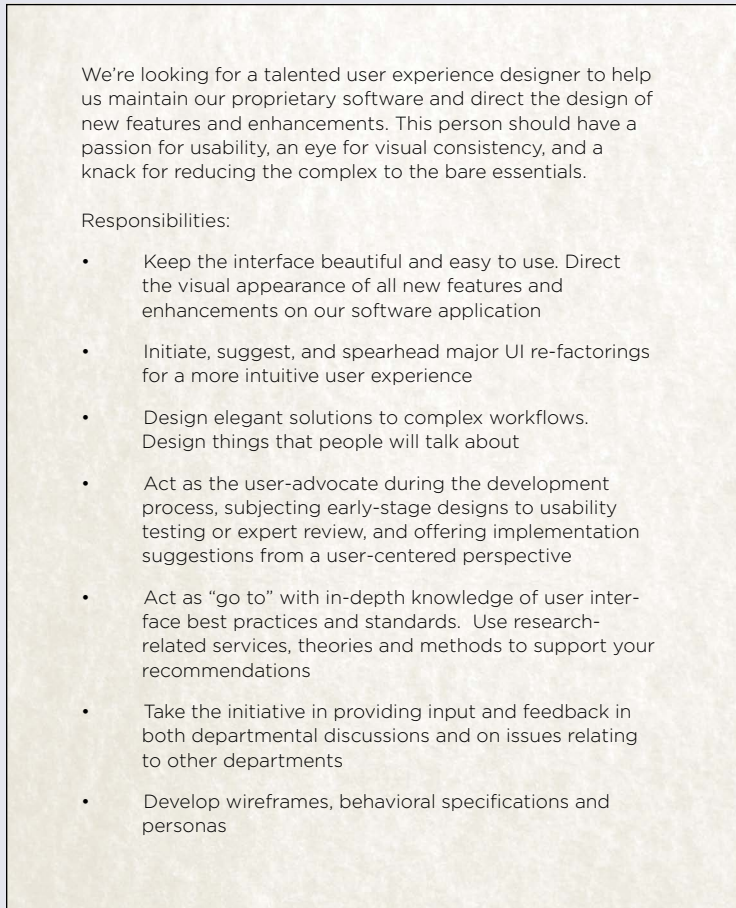 We’re looking for a talented user experience designer to help
us maintain our proprietary software and direct the design of
new features and enhancements. This person should have a
passion for usability, an eye for visual consistency, and a
knack for reducing the complex to the bare essentials.
Responsibilities:
• Keep the interface beautiful and easy to use. Direct
the visual appearance of all new features and
enhancements on our software application
• Initiate, suggest, and spearhead major UI re-factorings
for a more intuitive user experience
• Design elegant solutions to complex workflows.
Design things that people will talk about
• Act as the user-advocate during the development
process, subjecting early-stage designs to usability
testing or expert review, and offering implementation
suggestions from a user-centered perspective
• Act as “go to” with in-depth knowledge of user inter-
face best practices and standards.  Use research-
related services, theories and methods to support your
recommendations
• Take the initiative in providing input and feedback in
both departmental discussions and on issues relating
to other departments
• Develop wireframes, behavioral specifications and
personas